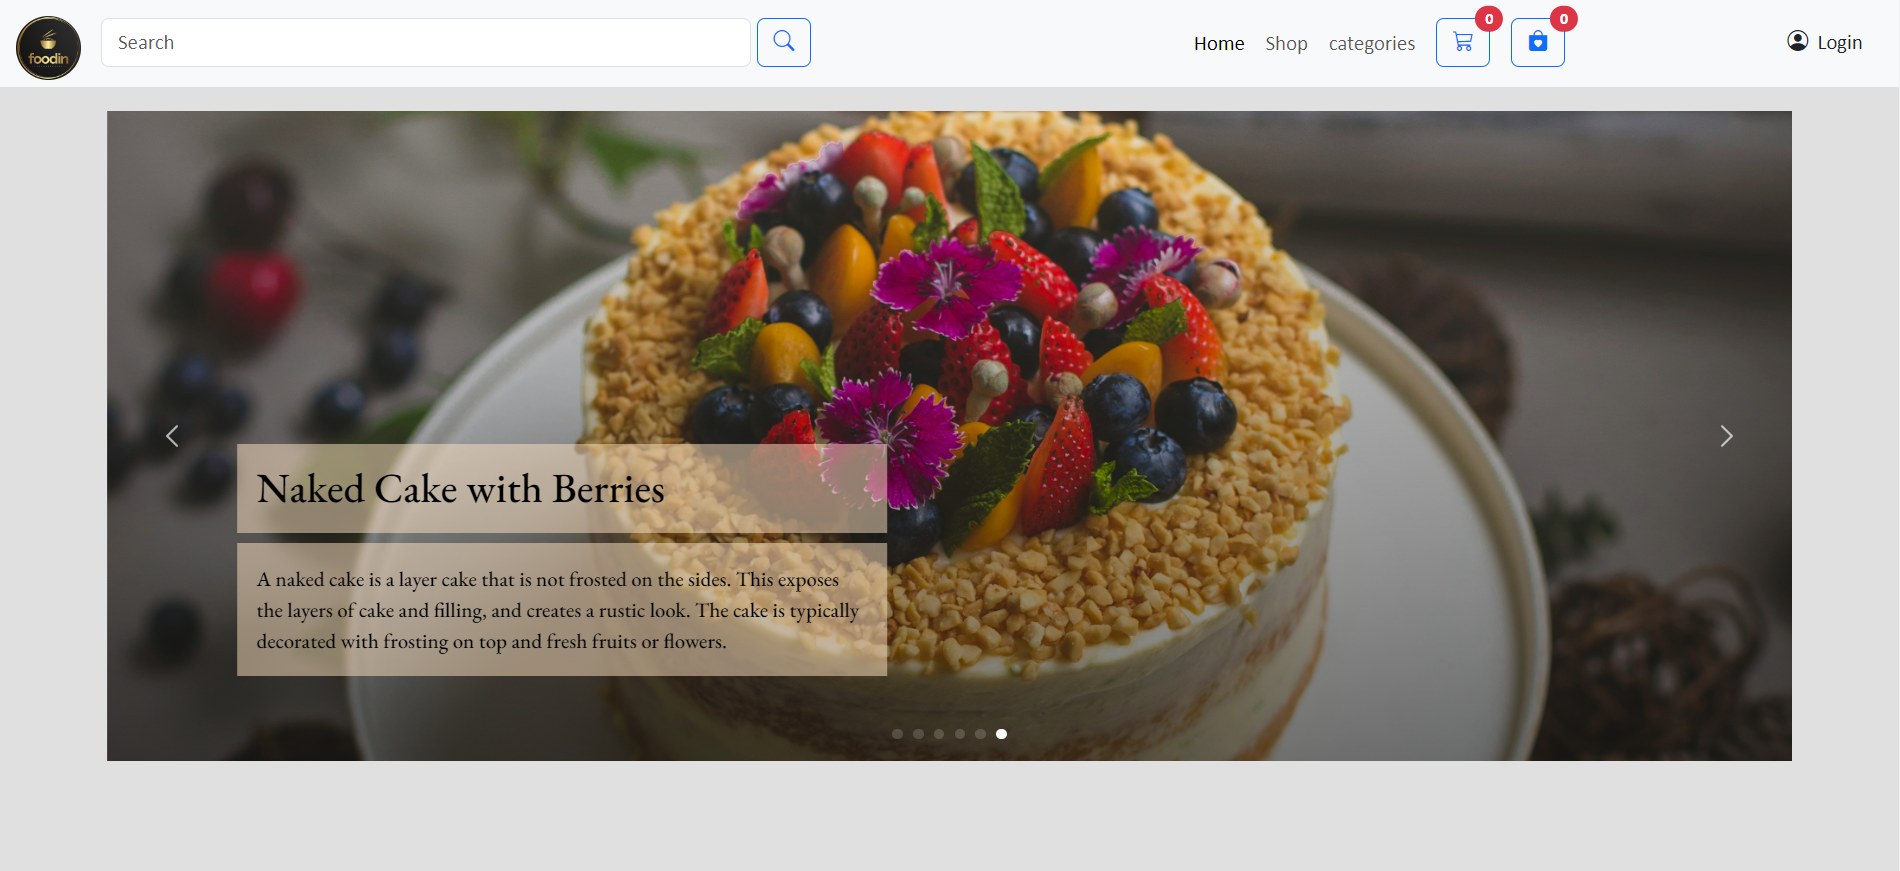 foodin
Search
Home Shop categories 0 0 Login
Naked Cake with Berries
A naked cake is a layer cake that is not frosted on the sides. This exposes
the layers of cake and filling, and creates a rustic look. The cake is typically
decorated with frosting on top and fresh fruits or flowers.